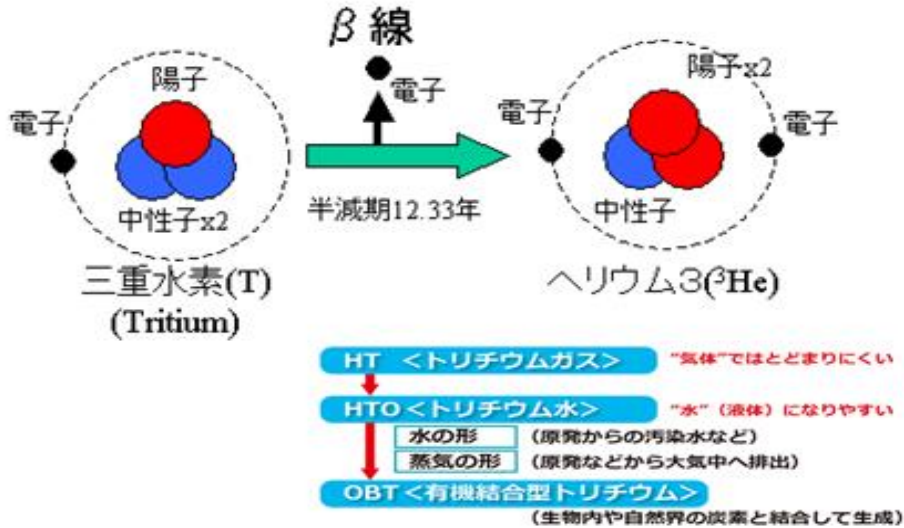 β 線
陽子
電子
電子
陽子x2
電子
電子
中性子x2
半減期12.33年
中性子
三重水素(T)
(Tritium)
ヘリウム3(³He)
HT <トリチウムガス> "気体"ではとどまりにくい
HTO<トリチウム水> "水"(液体)になりやすい
水の形 (原発からの汚染水など)
蒸気の形 (原発などから大気中へ排出)
OBT<有機結合型トリチウム>
(生物内や自然界の炭素と結合して生成)